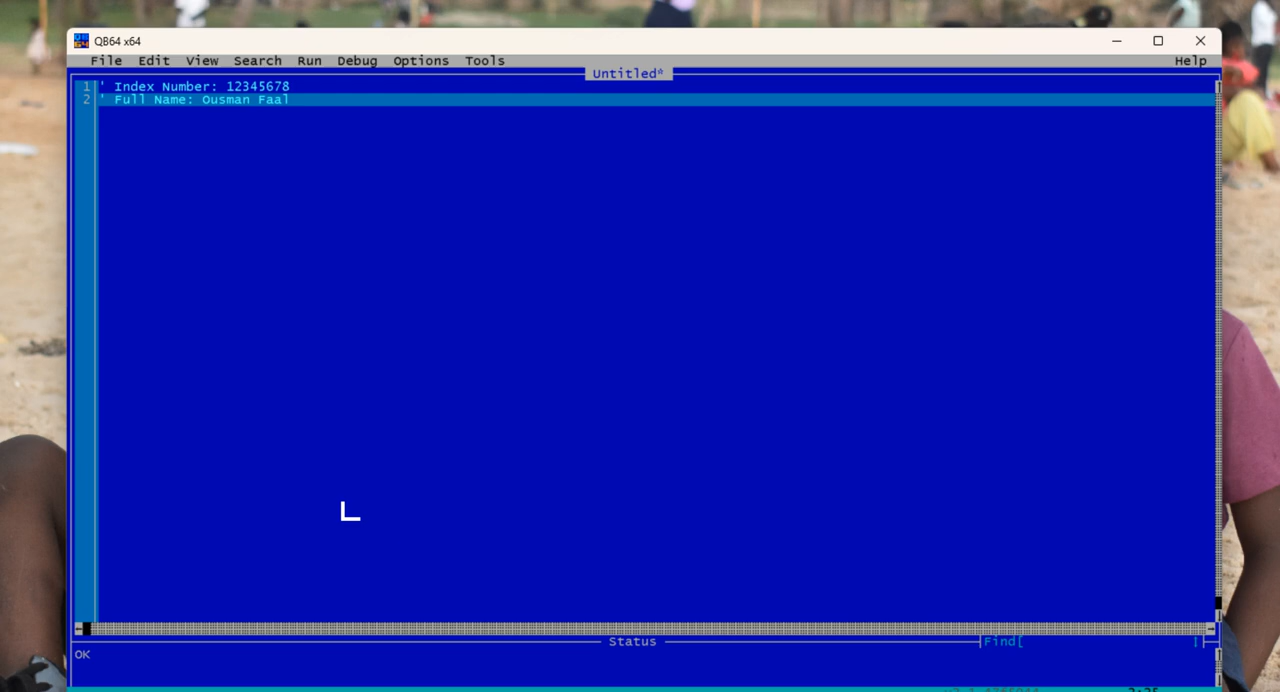 QB64 x64
File Edit View Search Run Debug Options Tools Help
Untitled*
1 ' Index Number: 12345678
2 ' Full Name: Ousman Faal
Status Find[ ]
OK